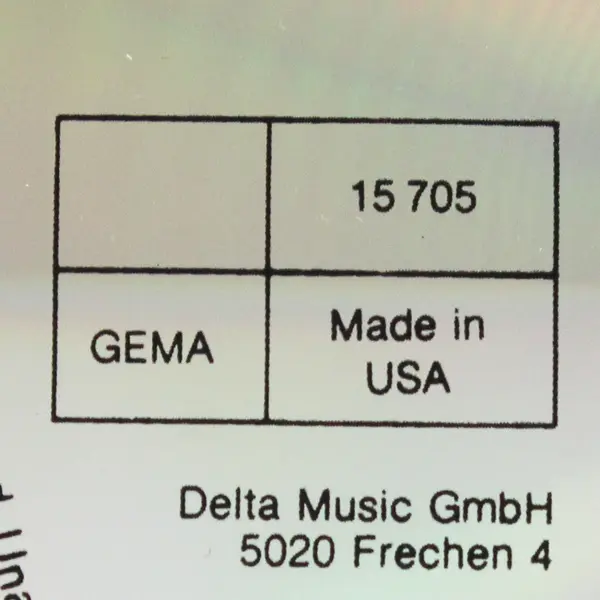 15 705
GEMA
Made in
USA
Delta Music GmbH
5020 Frechen 4